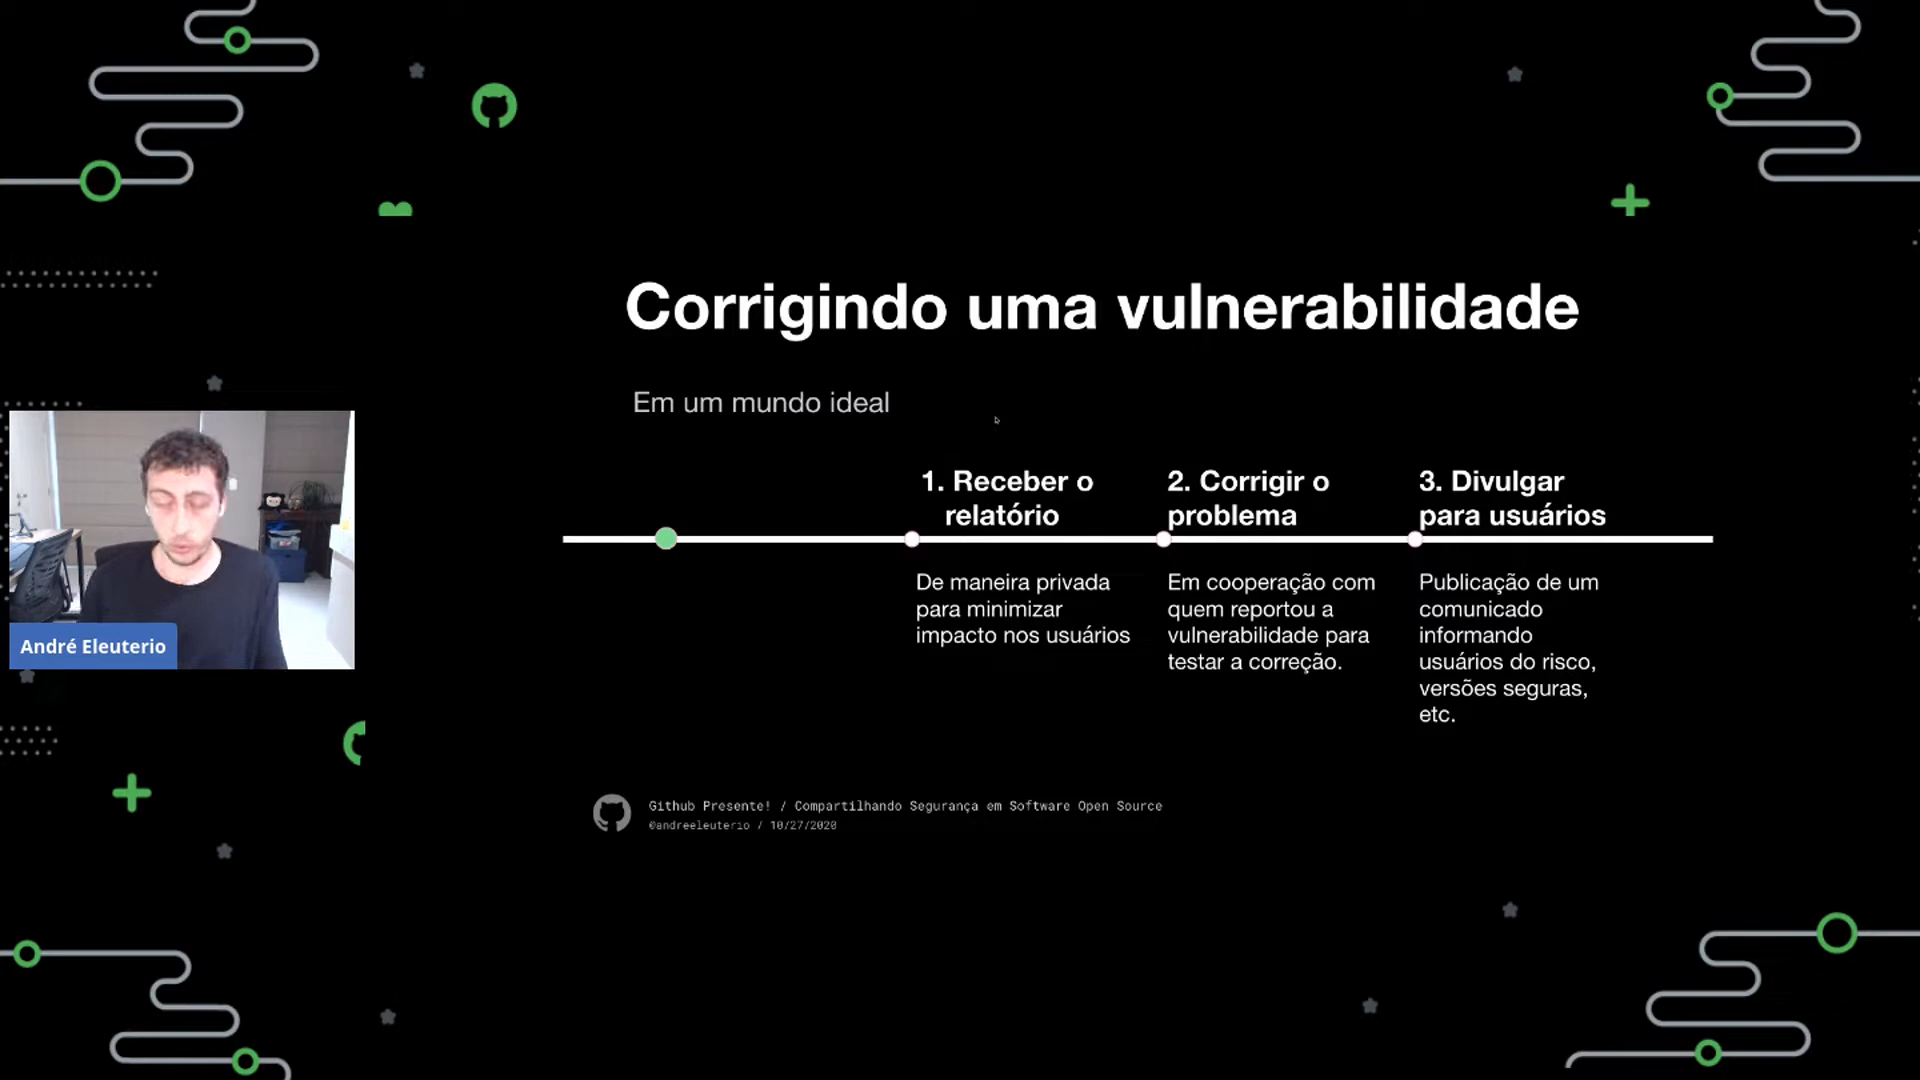 Corrigindo uma vulnerabilidade
Em um mundo ideal
1. Receber o
relatório
De maneira privada
para minimizar
impacto nos usuários
2. Corrigir o
problema
Em cooperação com
quem reportou a
vulnerabilidade para
testar a correção.
3. Divulgar
para usuários
Publicação de um
comunicado
informando
usuários do risco,
versões seguras,
etc.
André Eleuterio
Github Presente! / Compartilhando Segurança em Software Open Source
@andreeleuterio / 10/27/2020